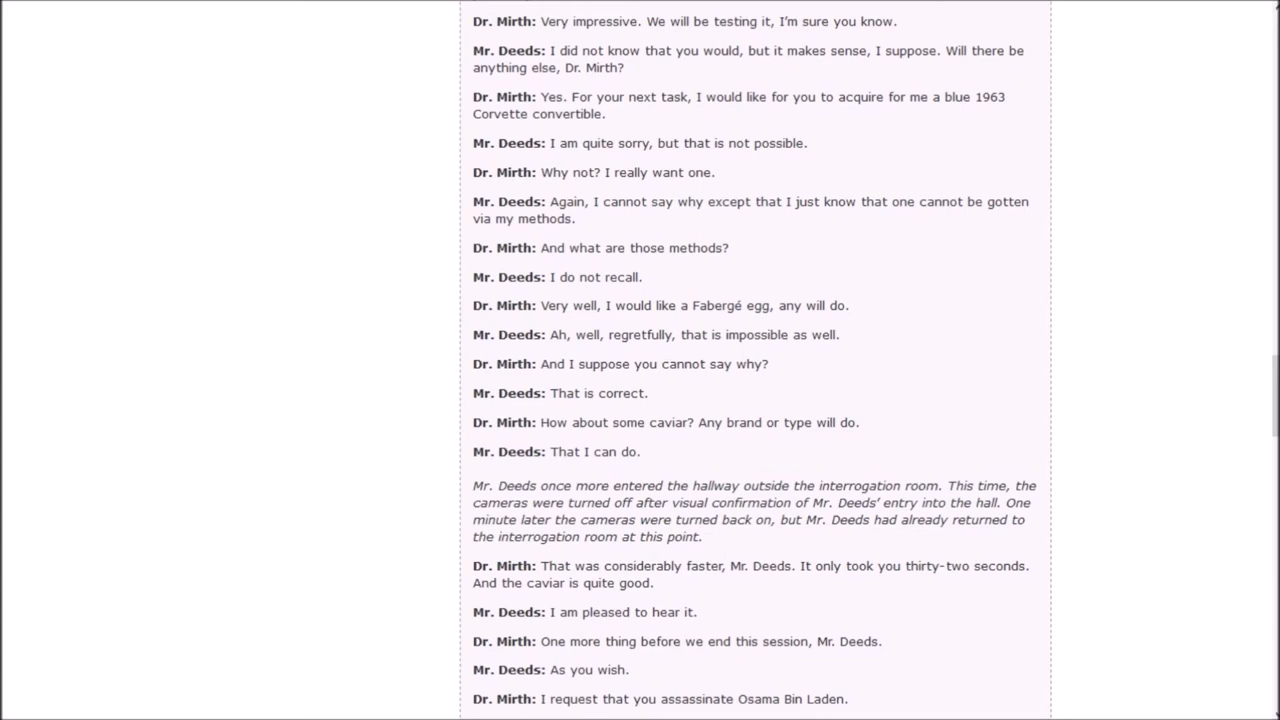 Dr. Mirth: Very impressive. We will be testing it, I'm sure you know.
Mr. Deeds: I did not know that you would, but it makes sense, I suppose. Will there be
anything else, Dr. Mirth?
Dr. Mirth: Yes. For your next task, I would like for you to acquire for me a blue 1963
Corvette convertible.
Mr. Deeds: I am quite sorry, but that is not possible.
Dr. Mirth: Why not? I really want one.
Mr. Deeds: Again, I cannot say why except that I just know that one cannot be gotten
via my methods.
Dr. Mirth: And what are those methods?
Mr. Deeds: I do not recall.
Dr. Mirth: Very well, I would like a Fabergé egg, any will do.
Mr. Deeds: Ah, well, regretfully, that is impossible as well.
Dr. Mirth: And I suppose you cannot say why?
Mr. Deeds: That is correct.
Dr. Mirth: How about some caviar? Any brand or type will do.
Mr. Deeds: That I can do.
Mr. Deeds once more entered the hallway outside the interrogation room. This time, the
cameras were turned off after visual confirmation of Mr. Deeds' entry into the hall. One
minute later the cameras were turned back on, but Mr. Deeds had already returned to
the interrogation room at this point.
Dr. Mirth: That was considerably faster, Mr. Deeds. It only took you thirty-two seconds.
And the caviar is quite good.
Mr. Deeds: I am pleased to hear it.
Dr. Mirth: One more thing before we end this session, Mr. Deeds.
Mr. Deeds: As you wish.
Dr. Mirth: I request that you assassinate Osama Bin Laden.